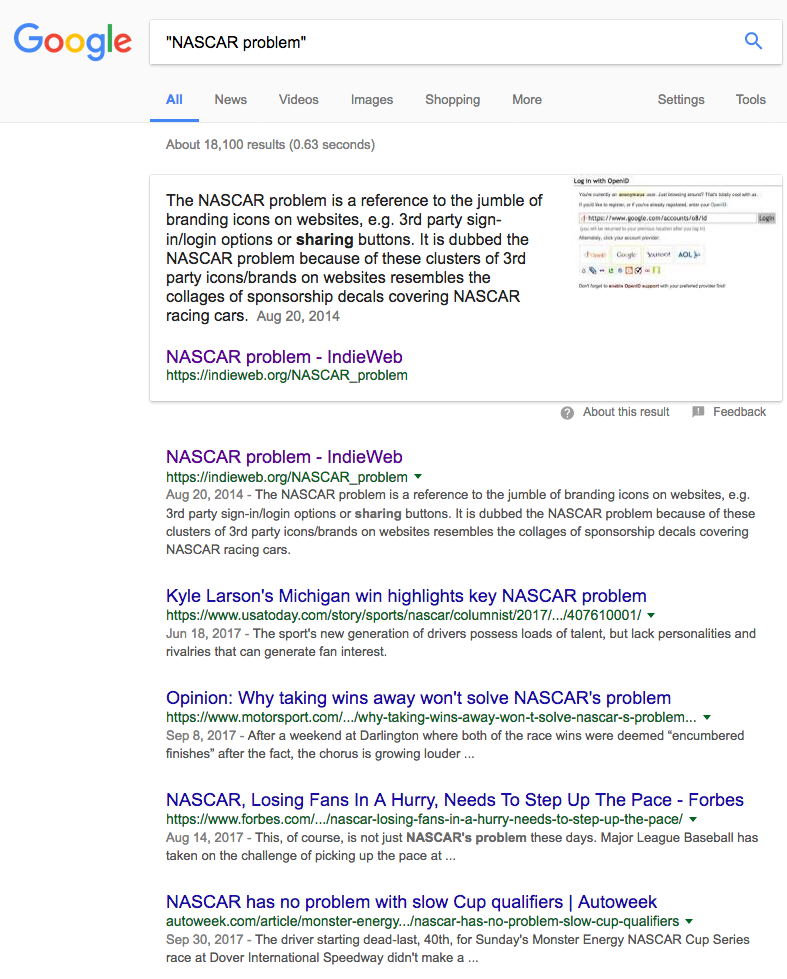 Google
"NASCAR problem"
All News Videos Images Shopping More Settings Tools
About 18,100 results (0.63 seconds)
The NASCAR problem is a reference to the jumble of
branding icons on websites, e.g. 3rd party sign-
in/login options or sharing buttons. It is dubbed the
NASCAR problem because of these clusters of 3rd
party icons/brands on websites resembles the
collages of sponsorship decals covering NASCAR
racing cars. Aug 20, 2014
Log in with OpenID
You're currently an anonymous user. Just browsing around? That's totally cool with us.
If you'd like to register, or if you've already registered, enter your OpenID.
https://www.google.com/accounts/o8/id Login
(you will be returned to your previous location after you log in)
Alternatively, click your account provider:
OpenID Google Yahoo! AOL
Don't forget to enable OpenID support with your preferred provider first!
NASCAR problem - IndieWeb
https://indieweb.org/NASCAR_problem
About this result Feedback
NASCAR problem - IndieWeb
https://indieweb.org/NASCAR_problem
Aug 20, 2014 - The NASCAR problem is a reference to the jumble of branding icons on websites, e.g.
3rd party sign-in/login options or sharing buttons. It is dubbed the NASCAR problem because of these
clusters of 3rd party icons/brands on websites resembles the collages of sponsorship decals covering
NASCAR racing cars.
Kyle Larson's Michigan win highlights key NASCAR problem
https://www.usatoday.com/story/sports/nascar/columnist/2017/.../407610001/
Jun 18, 2017 - The sport's new generation of drivers possess loads of talent, but lack personalities and
rivalries that can generate fan interest.
Opinion: Why taking wins away won't solve NASCAR's problem
https://www.motorsport.com/.../why-taking-wins-away-won-t-solve-nascar-s-problem...
Sep 8, 2017 - After a weekend at Darlington where both of the race wins were deemed “encumbered
finishes” after the fact, the chorus is growing louder ...
NASCAR, Losing Fans In A Hurry, Needs To Step Up The Pace - Forbes
https://www.forbes.com/.../nascar-losing-fans-in-a-hurry-needs-to-step-up-the-pace/
Aug 14, 2017 - This, of course, is not just NASCAR's problem these days. Major League Baseball has
taken on the challenge of picking up the pace at ...
NASCAR has no problem with slow Cup qualifiers | Autoweek
autoweek.com/article/monster-energy.../nascar-has-no-problem-slow-cup-qualifiers
Sep 30, 2017 - The driver starting dead-last, 40th, for Sunday's Monster Energy NASCAR Cup Series
race at Dover International Speedway didn't make a ...